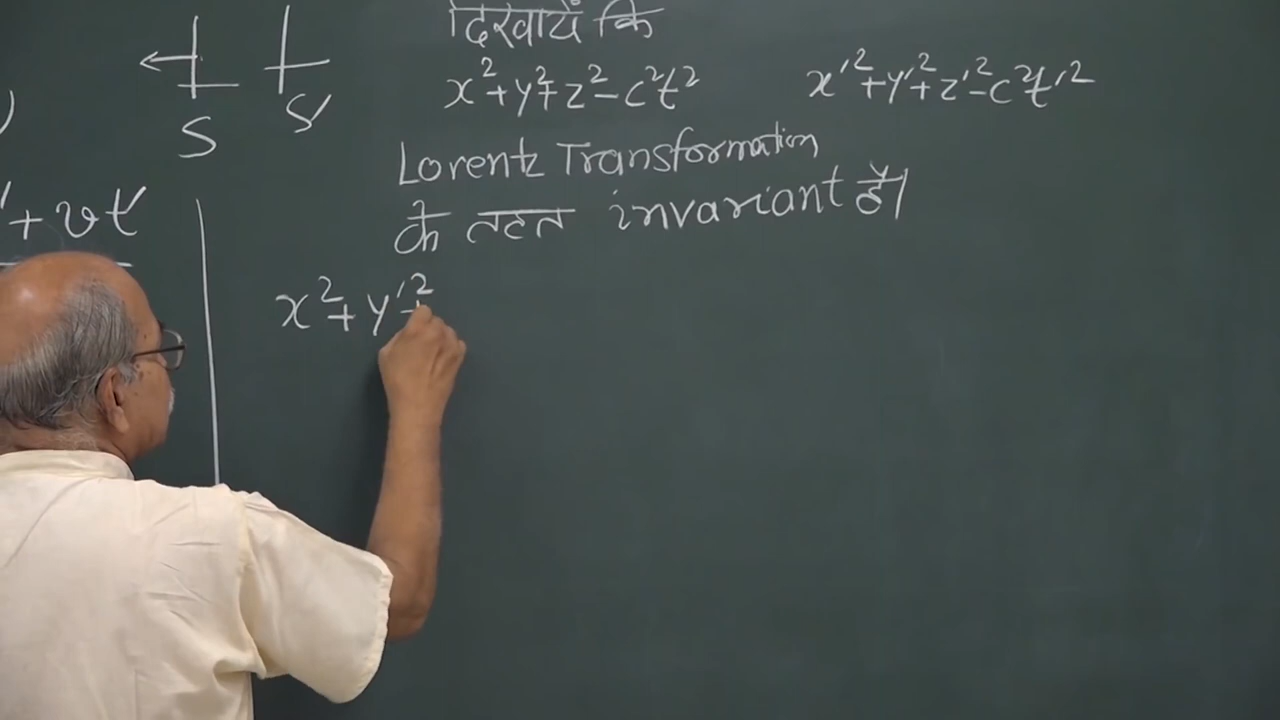 दिखायें कि
x²+y²+z²-c²t² x'²+y'²+z'²-c²t'²
S S'
Lorentz Transformation
के तहत invariant है।
'+vt'
x²+y'²+